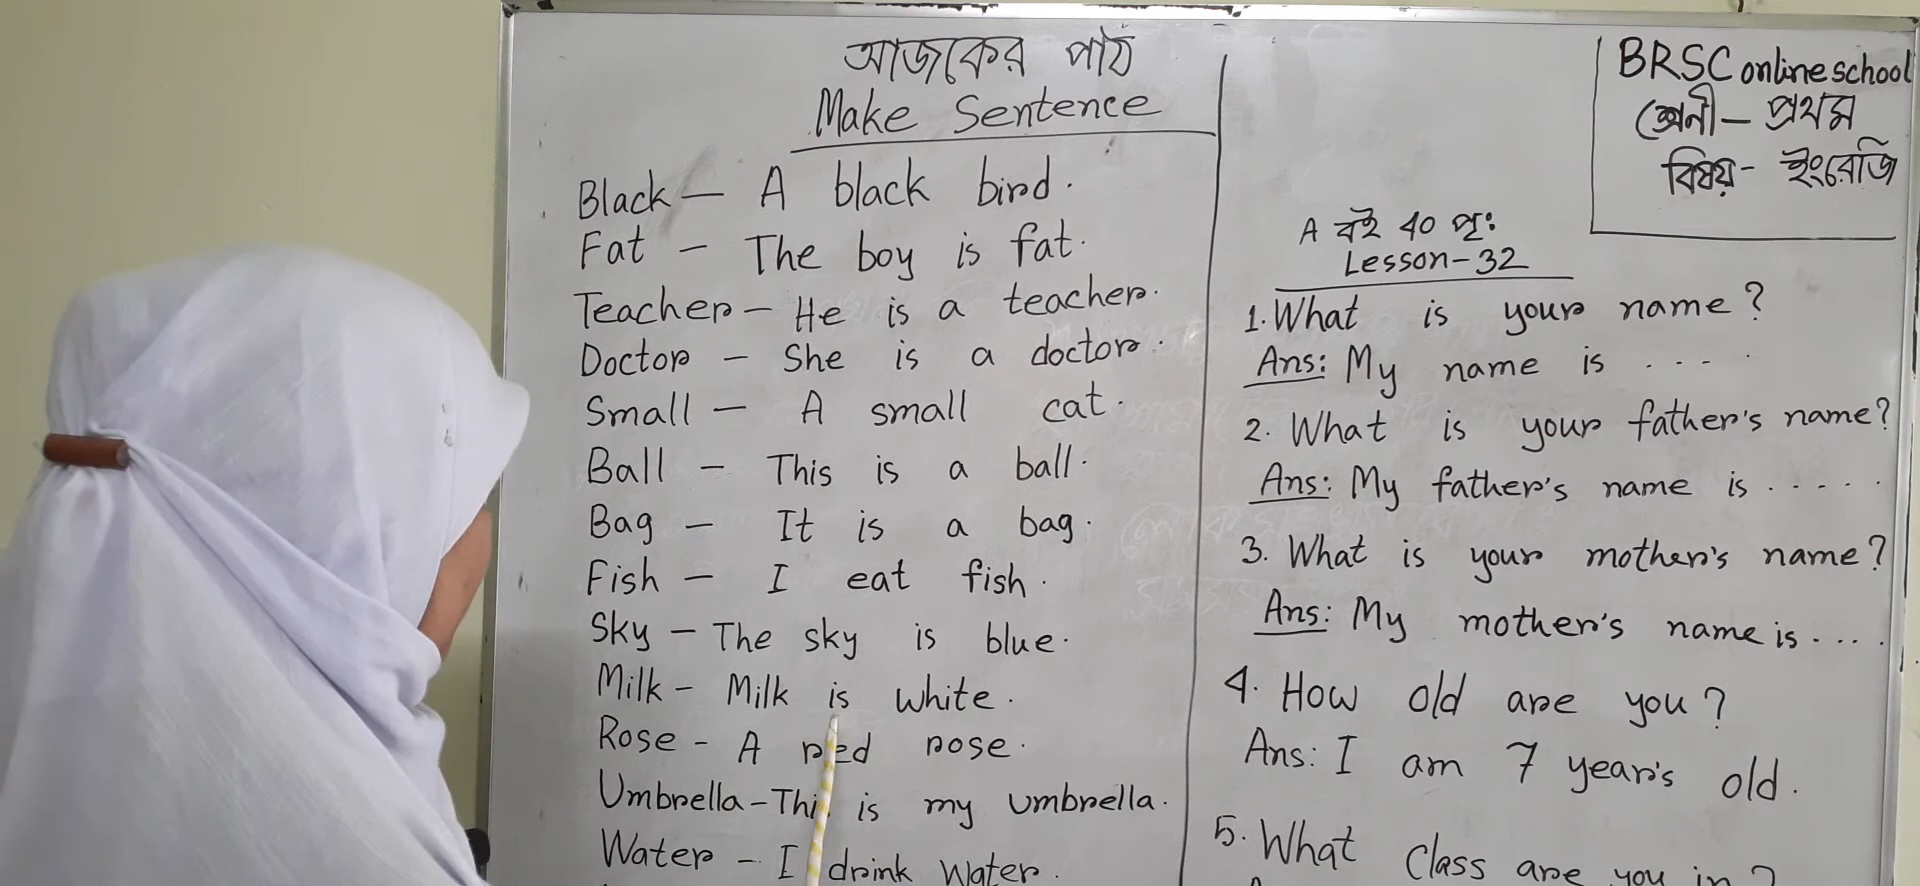 আজকের পাঠ
Make Sentence
Black — A black bird.
Fat — The boy is fat.
Teacher — He is a teacher.
Doctor — She is a doctor.
Small — A small cat.
Ball — This is a ball.
Bag — It is a bag.
Fish — I eat fish.
Sky — The sky is blue.
Milk — Milk is white.
Rose - A red rose.
Umbrella - Thi is my umbrella.
Water - I drink Water.
BRSC online school
শ্রেনী — প্রথম
বিষয় - ইংরেজি
A বই 40 পৃঃ
Lesson - 32
1. What is your name?
Ans: My name is ....
2. What is your father's name?
Ans: My father's name is .....
3. What is your mother's name?
Ans: My mother's name is ....
4. How old are you?
Ans: I am 7 year's old.
5. What Class are you in?